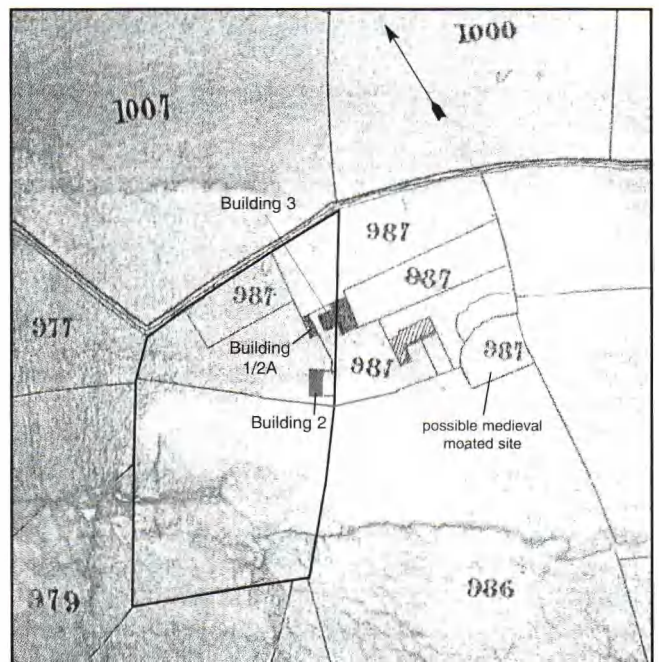 1000
1007
Building 3
987
987
987
977
Building
1/2A
987
987
Building 2
possible medieval
moated site
979
986